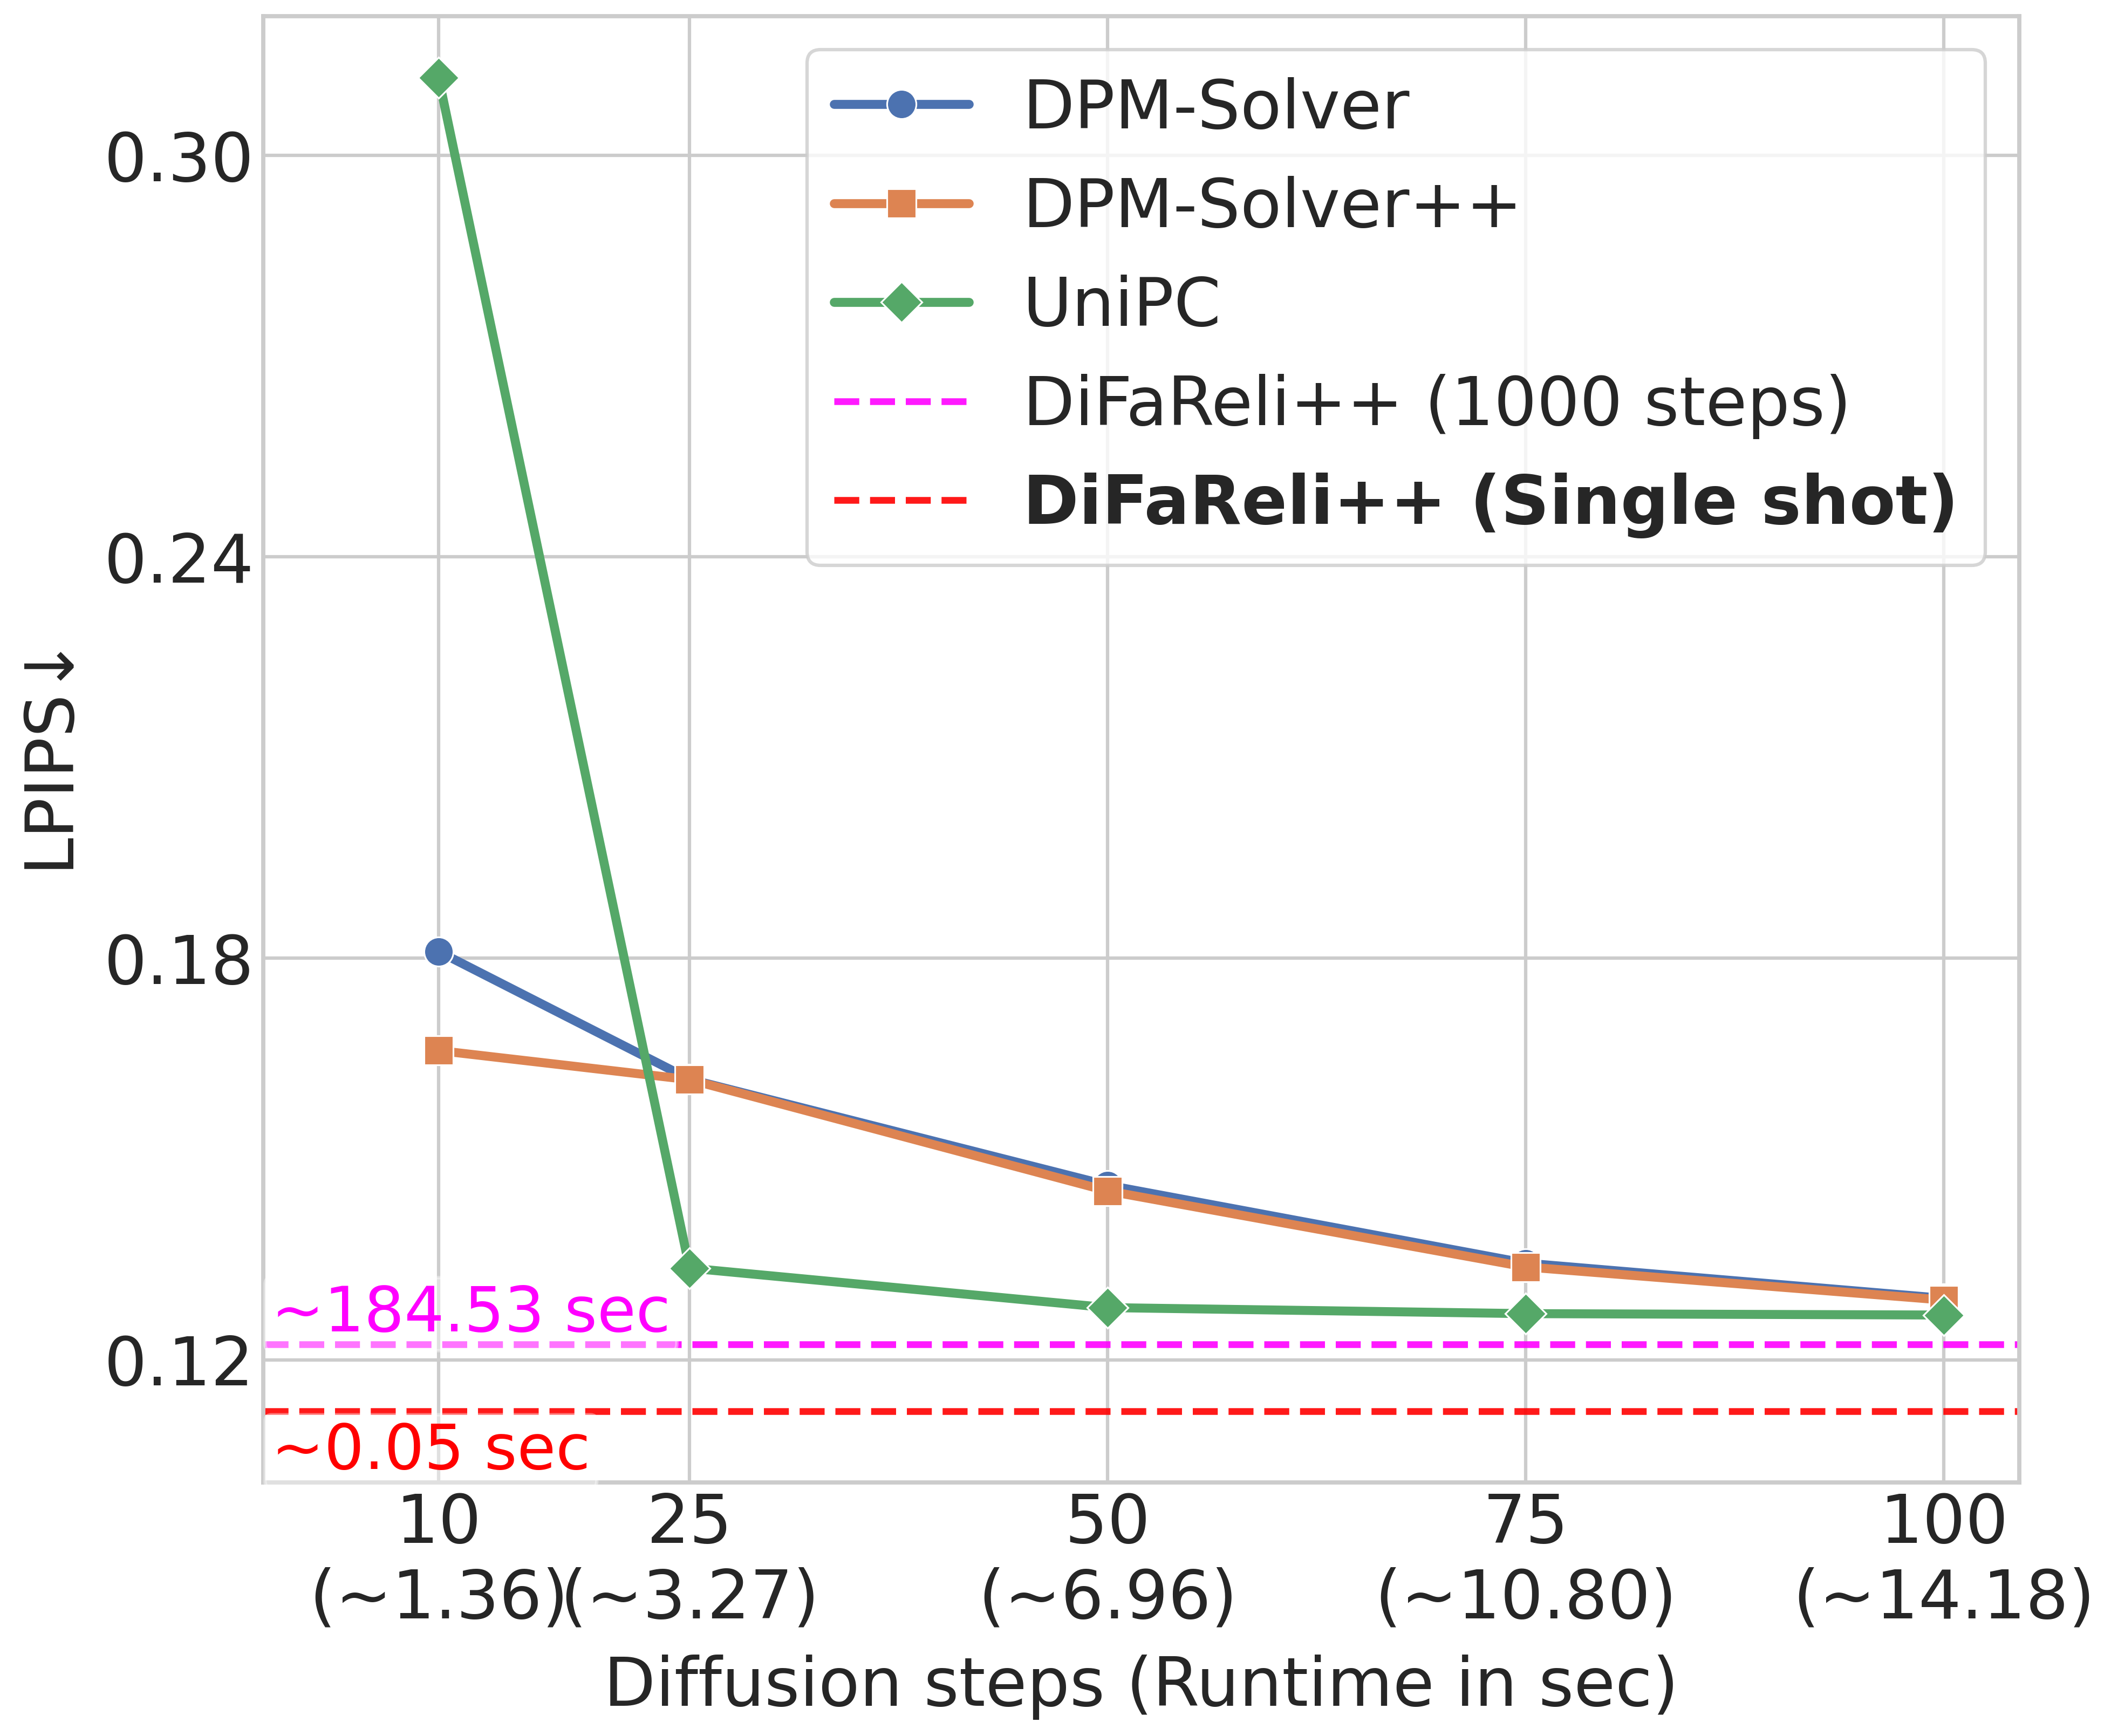 DPM-Solver
DPM-Solver++
UniPC
DiFaReli++ (1000 steps)
DiFaReli++ (Single shot)
LPIPS↓
0.30
0.24
0.18
0.12
~184.53 sec
~0.05 sec
10 25 50 75 100
(~1.36) (~3.27) (~6.96) (~10.80) (~14.18)
Diffusion steps (Runtime in sec)